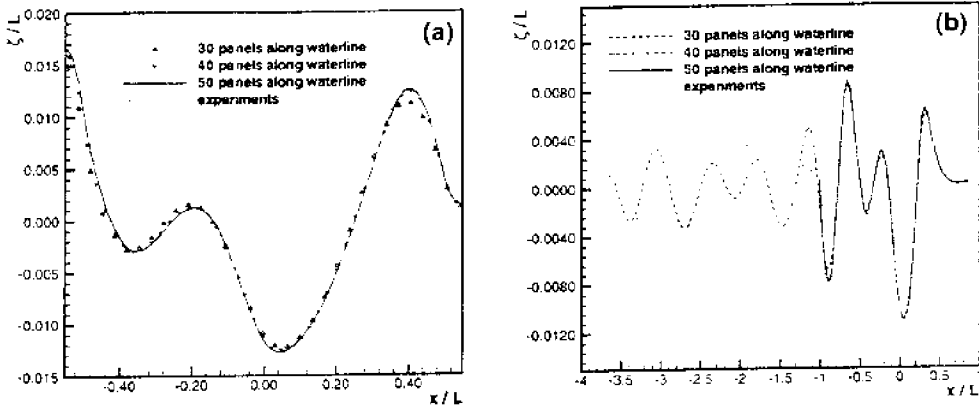 ζ / L
0.020
0.015
0.010
0.005
0.000
-0.005
-0.010
-0.015
(a)
30 panels along waterline
40 panels along waterline
50 panels along waterline
experiments
-0.40
-0.20
0.00
0.20
0.40
x / L
ζ / L
0.0120
0.0080
0.0040
0.0000
-0.0040
-0.0080
-0.0120
(b)
30 panels along waterline
40 panels along waterline
50 panels along waterline
experiments
-4
-3.5
-3
-2.5
-2
-1.5
-1
-0.5
0
0.5
x / L